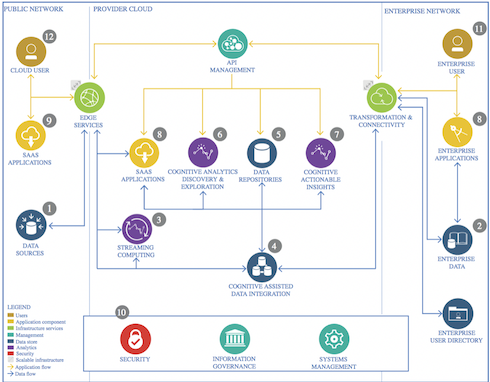 PUBLIC NETWORK
PROVIDER CLOUD
ENTERPRISE NETWORK
12
CLOUD USER
API
MANAGEMENT
11
ENTERPRISE
USER
EDGE
SERVICES
TRANSFORMATION &
CONNECTIVITY
9
SAAS
APPLICATIONS
8
SAAS
APPLICATIONS
6
COGNITIVE ANALYTICS
DISCOVERY &
EXPLORATION
5
DATA
REPOSITORIES
7
COGNITIVE
ACTIONABLE
INSIGHTS
8
ENTERPRISE
APPLICATIONS
1
DATA
SOURCES
3
STREAMING
COMPUTING
4
COGNITIVE ASSISTED
DATA INTEGRATION
2
ENTERPRISE
DATA
ENTERPRISE
USER DIRECTORY
10
SECURITY
INFORMATION
GOVERNANCE
SYSTEMS
MANAGEMENT
LEGEND
Users
Application component
Infrastructure services
Management
Data store
Analytics
Security
Scalable infrastructure
Application flow
Data flow